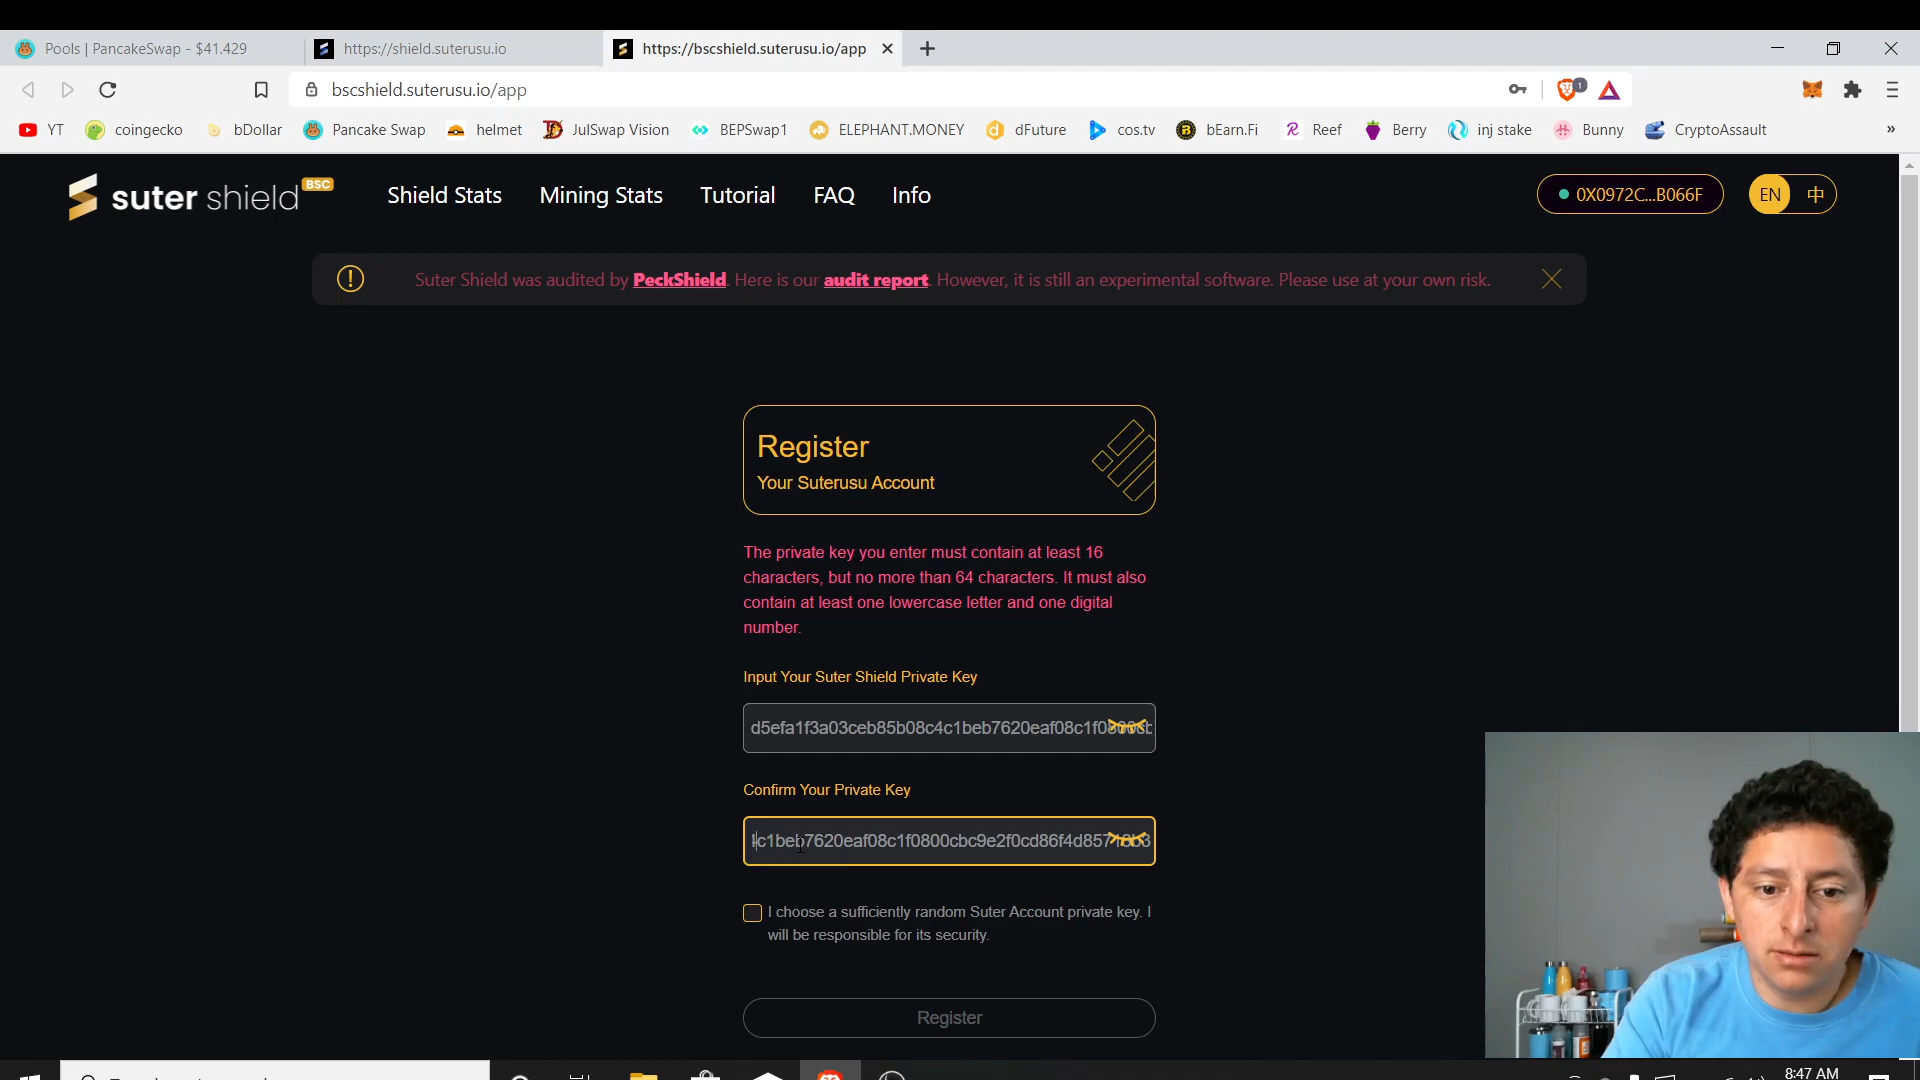 Pools | PancakeSwap - $41.429
https://shield.suterusu.io
https://bscshield.suterusu.io/app
bscshield.suterusu.io/app
1
YT
coingecko
bDollar
Pancake Swap
helmet
JulSwap Vision
BEPSwap1
ELEPHANT.MONEY
dFuture
cos.tv
bEarn.Fi
Reef
Berry
inj stake
Bunny
CryptoAssault
»
suter shield BSC
Shield Stats
Mining Stats
Tutorial
FAQ
Info
0X0972C...B066F
EN
中
Suter Shield was audited by PeckShield. Here is our audit report. However, it is still an experimental software. Please use at your own risk.
Register
Your Suterusu Account
The private key you enter must contain at least 16
characters, but no more than 64 characters. It must also
contain at least one lowercase letter and one digital
number.
Input Your Suter Shield Private Key
Confirm Your Private Key
I choose a sufficiently random Suter Account private key. I
will be responsible for its security.
Register
8:47 AM